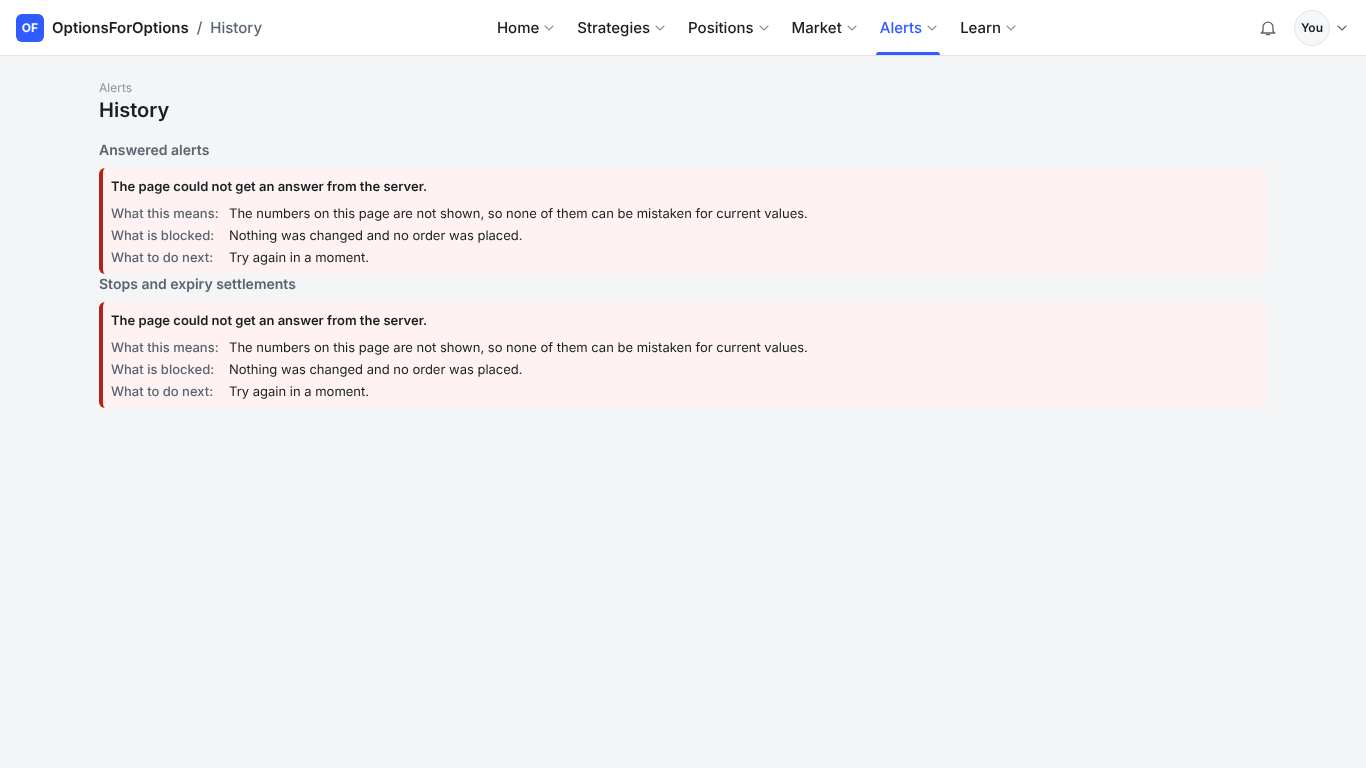 OF OptionsForOptions / History Home Strategies Positions Market Alerts Learn You
Alerts
History
Answered alerts
The page could not get an answer from the server.
What this means: The numbers on this page are not shown, so none of them can be mistaken for current values.
What is blocked: Nothing was changed and no order was placed.
What to do next: Try again in a moment.
Stops and expiry settlements
The page could not get an answer from the server.
What this means: The numbers on this page are not shown, so none of them can be mistaken for current values.
What is blocked: Nothing was changed and no order was placed.
What to do next: Try again in a moment.